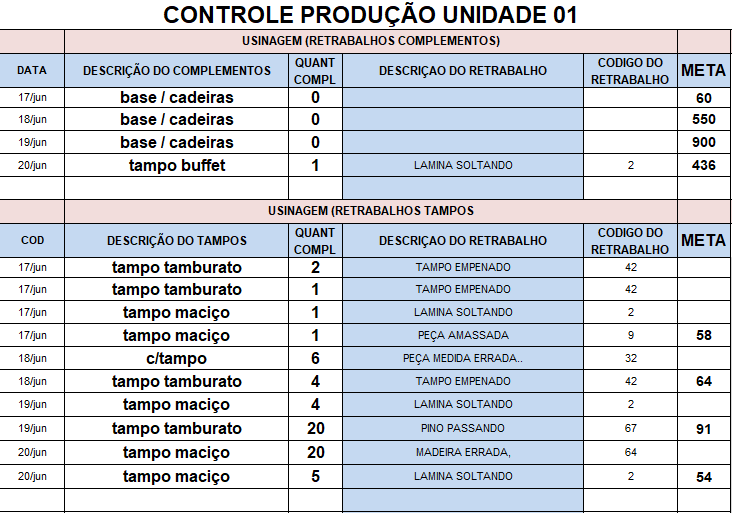 CONTROLE PRODUÇÃO UNIDADE 01
USINAGEM (RETRABALHOS COMPLEMENTOS)
DATA DESCRIÇÃO DO COMPLEMENTOS QUANT COMPL DESCRIÇAO DO RETRABALHO CODIGO DO RETRABALHO META
17/jun base / cadeiras 0 60
18/jun base / cadeiras 0 550
19/jun base / cadeiras 0 900
20/jun tampo buffet 1 LAMINA SOLTANDO 2 436
USINAGEM (RETRABALHOS TAMPOS
COD DESCRIÇÃO DO TAMPOS QUANT COMPL DESCRIÇAO DO RETRABALHO CODIGO DO RETRABALHO META
17/jun tampo tamburato 2 TAMPO EMPENADO 42
17/jun tampo tamburato 1 TAMPO EMPENADO 42
17/jun tampo maciço 1 LAMINA SOLTANDO 2
17/jun tampo maciço 1 PEÇA AMASSADA 9 58
18/jun c/tampo 6 PEÇA MEDIDA ERRADA.. 32
18/jun tampo tamburato 4 TAMPO EMPENADO 42 64
19/jun tampo maciço 4 LAMINA SOLTANDO 2
19/jun tampo tamburato 20 PINO PASSANDO 67 91
20/jun tampo maciço 20 MADEIRA ERRADA, 64
20/jun tampo maciço 5 LAMINA SOLTANDO 2 54